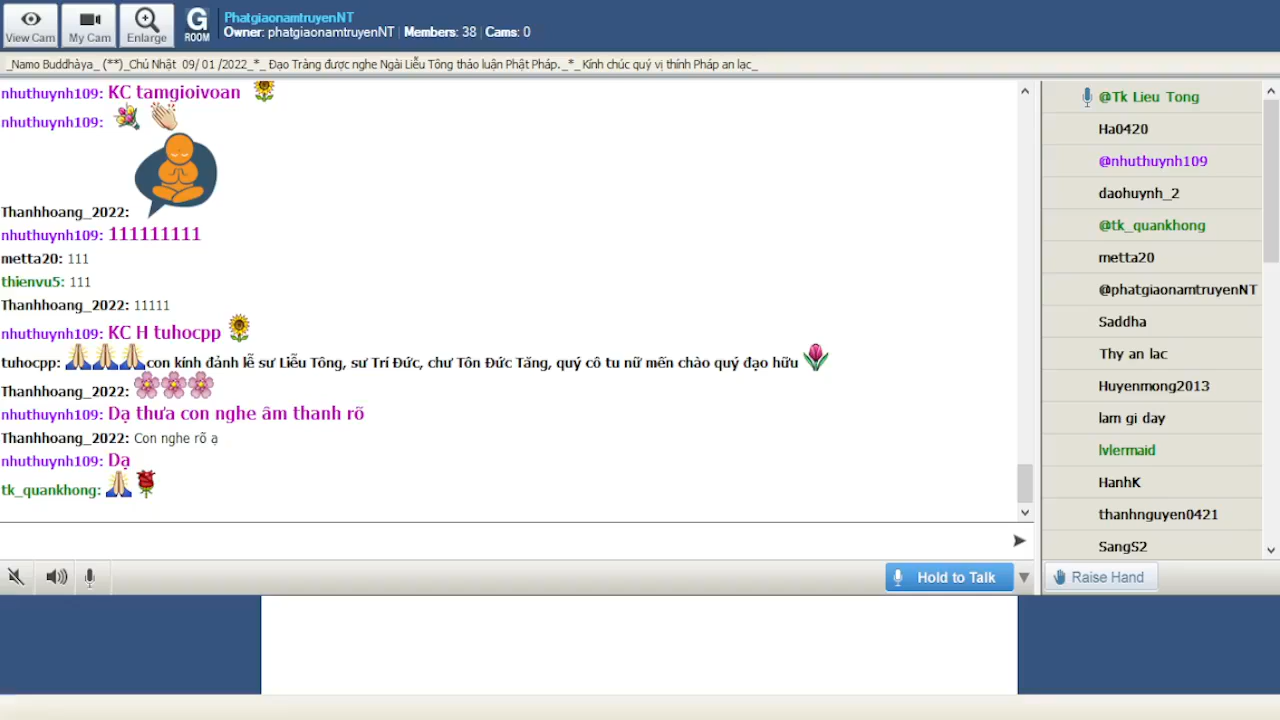 View Cam
My Cam
Enlarge
G
ROOM
PhatgiaonamtruyenNT
Owner: phatgiaonamtruyenNT | Members: 38 | Cams: 0
_Namo Buddhàya_ (**)_Chủ Nhật 09/ 01 /2022_*_ Đạo Tràng được nghe Ngài Liễu Tông thảo luận Phật Pháp._*_Kính chúc quý vị thính Pháp an lạc_
nhuthuynh109: KC tamgioivoan
nhuthuynh109:
Thanhhoang_2022:
nhuthuynh109: 111111111
metta20: 111
thienvu5: 111
Thanhhoang_2022: 11111
nhuthuynh109: KC H tuhocpp
tuhocpp: con kính đảnh lễ sư Liễu Tông, sư Trí Đức, chư Tôn Đức Tăng, quý cô tu nữ mến chào quý đạo hữu
Thanhhoang_2022:
nhuthuynh109: Dạ thưa con nghe âm thanh rõ
Thanhhoang_2022: Con nghe rõ ạ
nhuthuynh109: Dạ
tk_quankhong:
@Tk Lieu Tong
Ha0420
@nhuthuynh109
daohuynh_2
@tk_quankhong
metta20
@phatgiaonamtruyenNT
Saddha
Thy an lac
Huyenmong2013
lam gi day
lvlermaid
HanhK
thanhnguyen0421
SangS2
Hold to Talk
Raise Hand